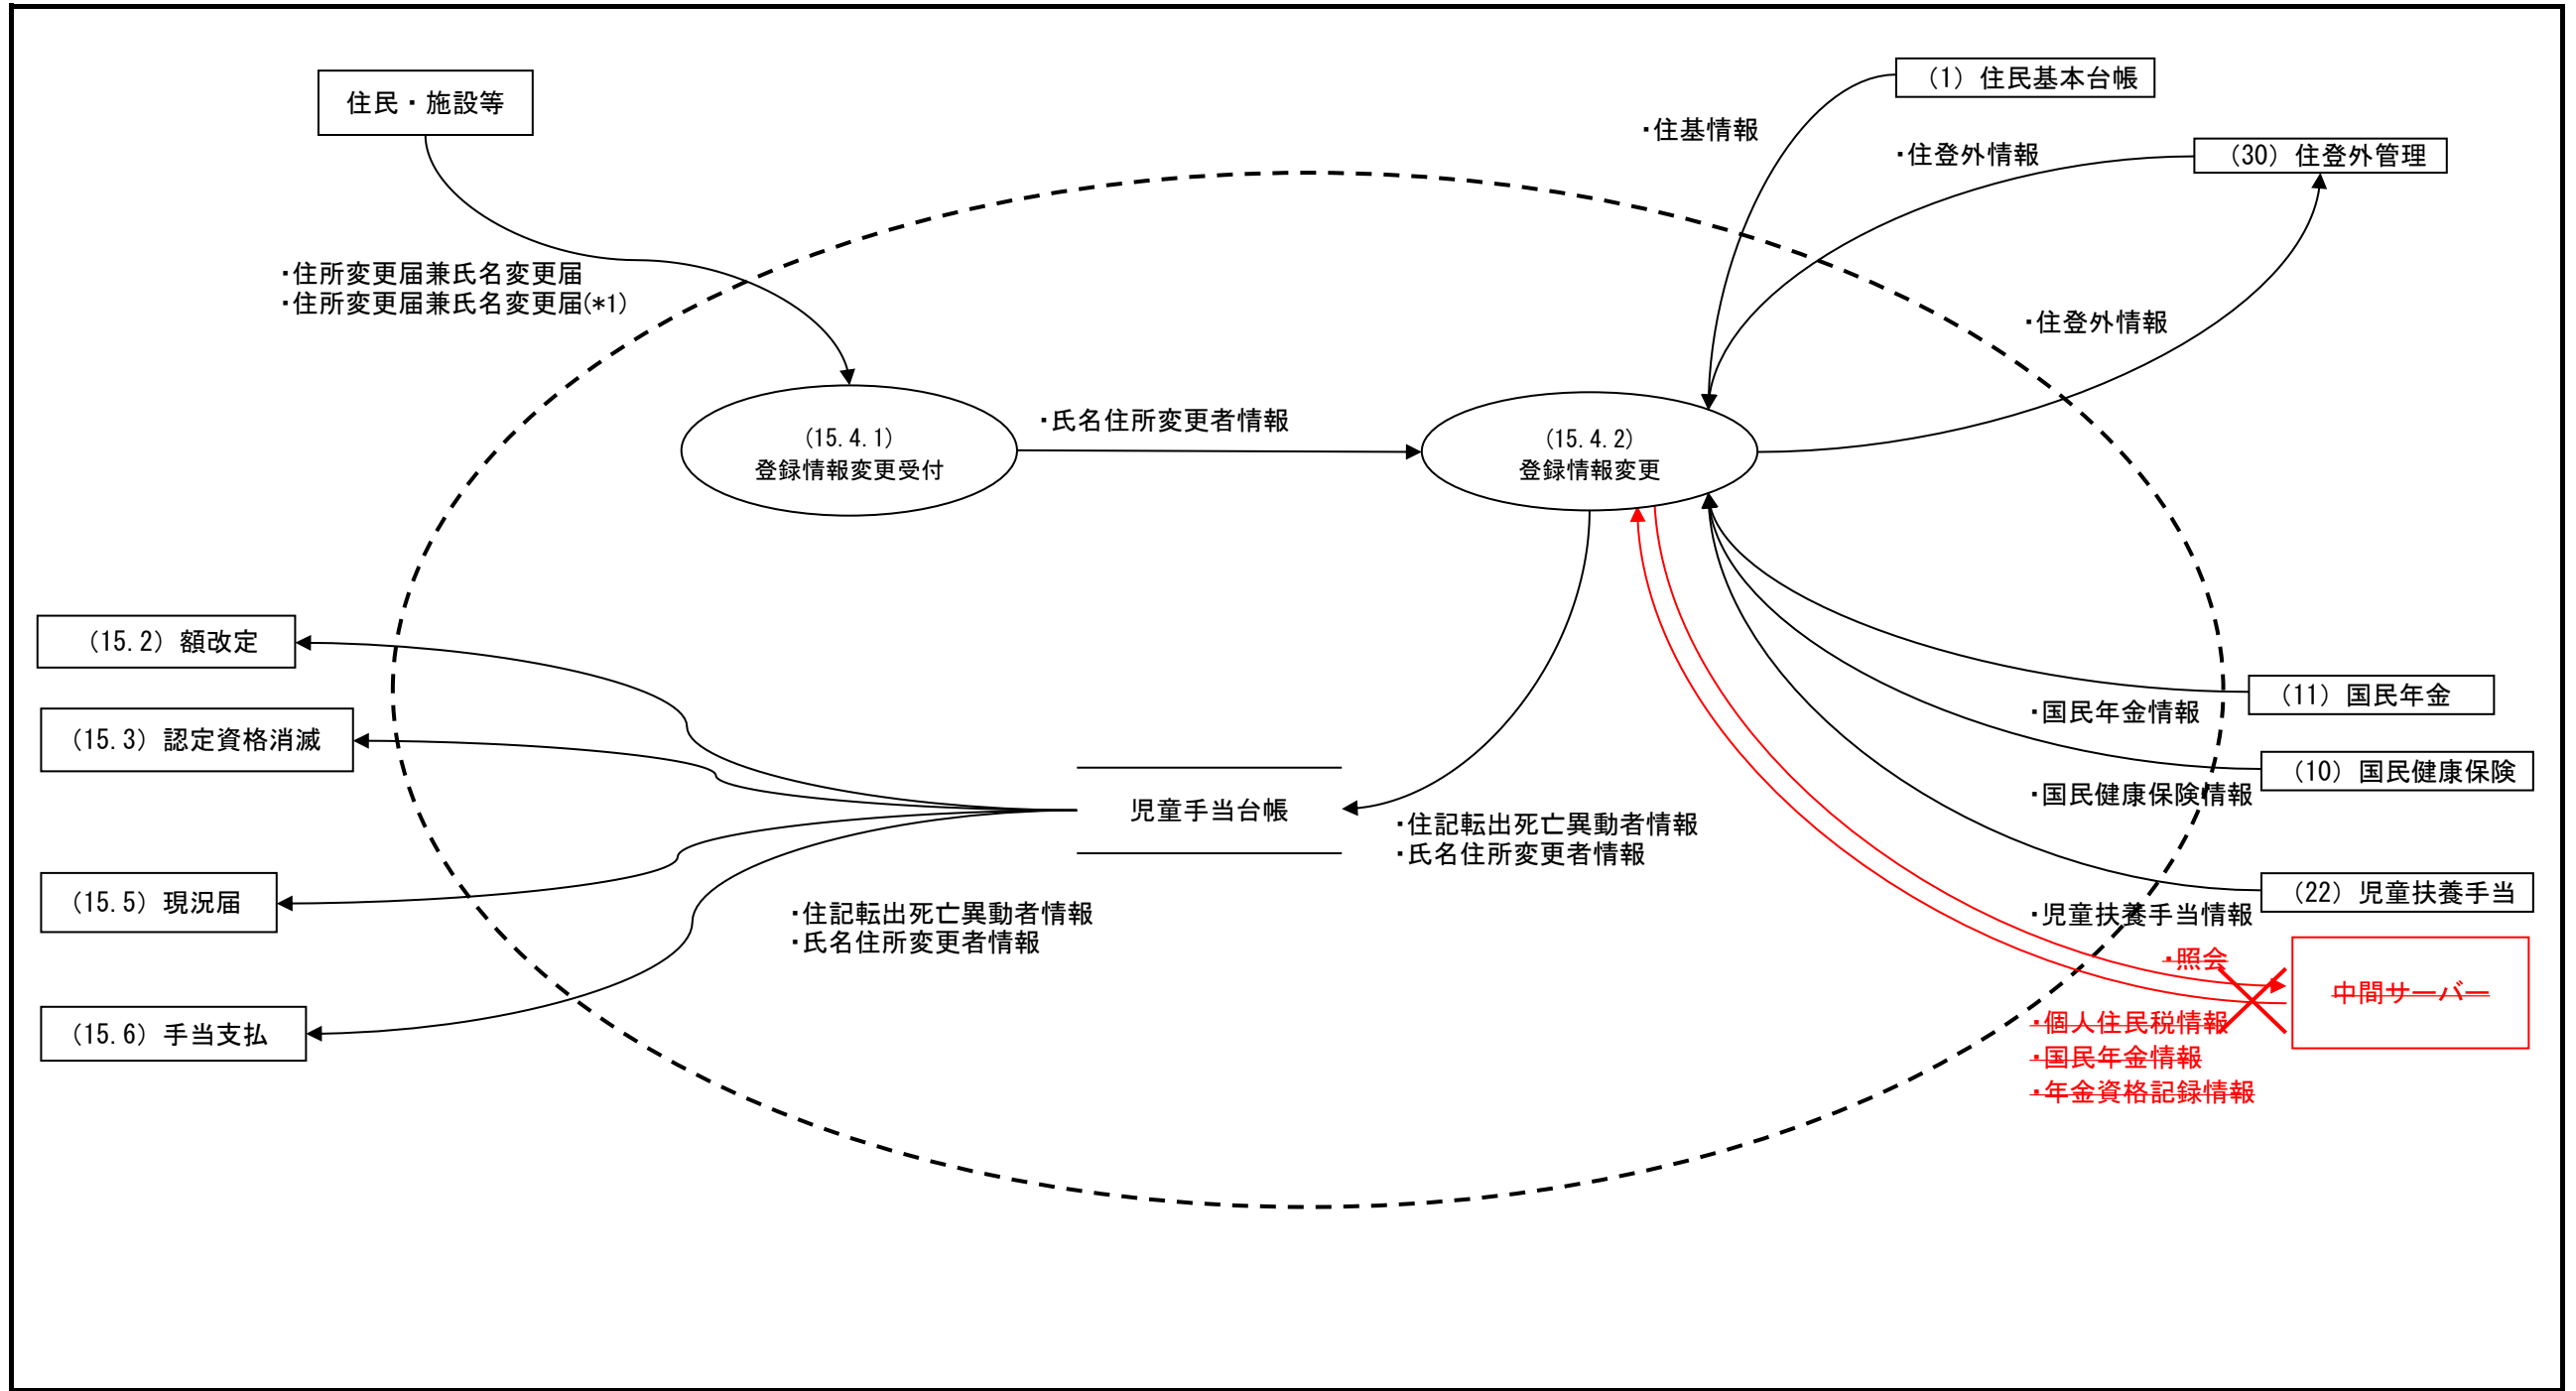 住民・施設等
(1) 住民基本台帳
・住基情報
・住登外情報
(30) 住登外管理
・住所変更届兼氏名変更届
・住所変更届兼氏名変更届(*1)
・住登外情報
(15.4.1)
登録情報変更受付
・氏名住所変更者情報
(15.4.2)
登録情報変更
(15.2) 額改定
(15.3) 認定資格消滅
(15.5) 現況届
(15.6) 手当支払
児童手当台帳
・住記転出死亡異動者情報
・氏名住所変更者情報
・住記転出死亡異動者情報
・氏名住所変更者情報
(11) 国民年金
・国民年金情報
(10) 国民健康保険
・国民健康保険情報
(22) 児童扶養手当
・児童扶養手当情報
・照会
中間サーバー
・個人住民税情報
・国民年金情報
・年金資格記録情報